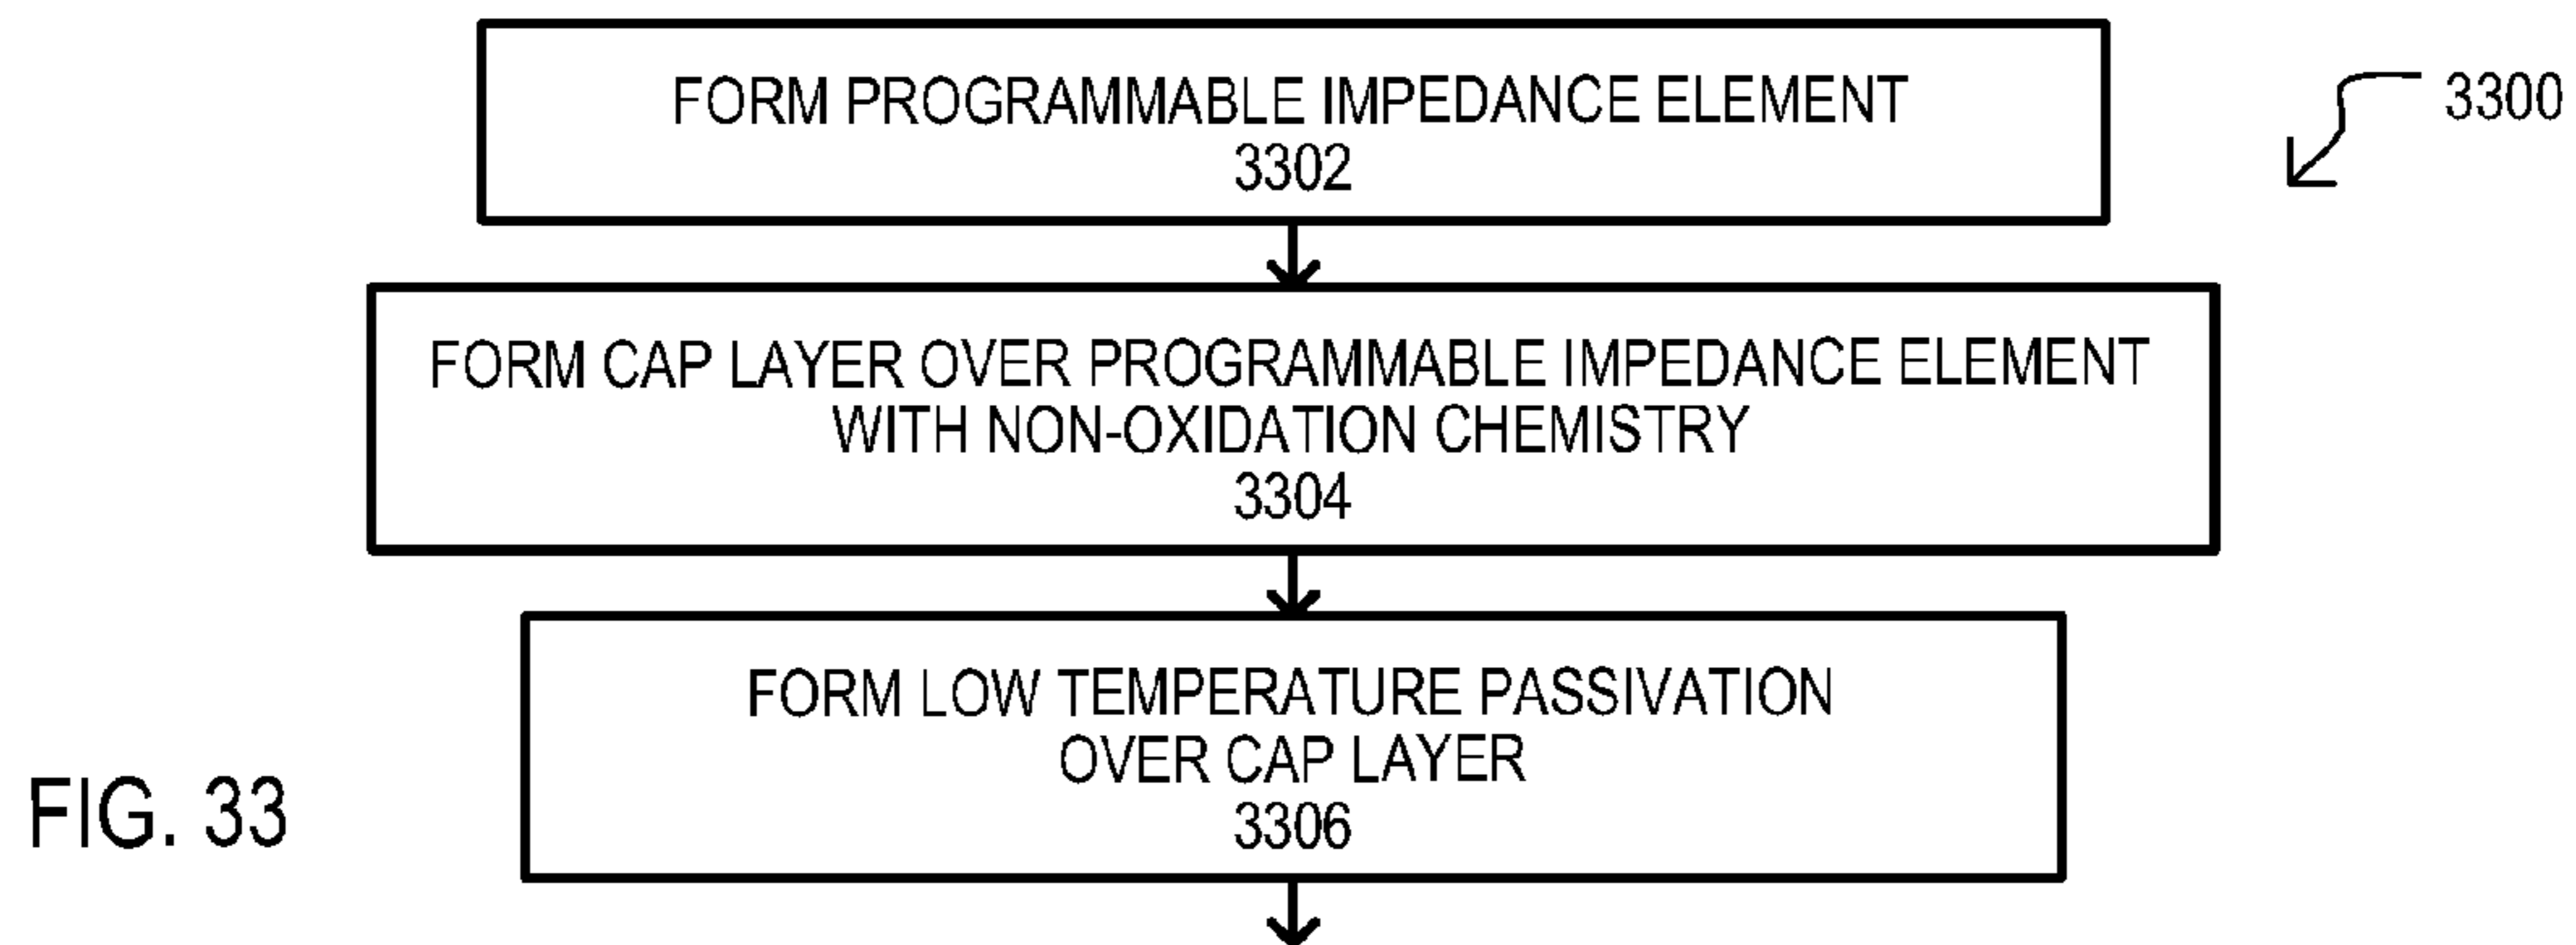 FORM PROGRAMMABLE IMPEDANCE ELEMENT
3302
3300
FORM CAP LAYER OVER PROGRAMMABLE IMPEDANCE ELEMENT
WITH NON-OXIDATION CHEMISTRY
3304
FORM LOW TEMPERATURE PASSIVATION
OVER CAP LAYER
3306
FIG. 33